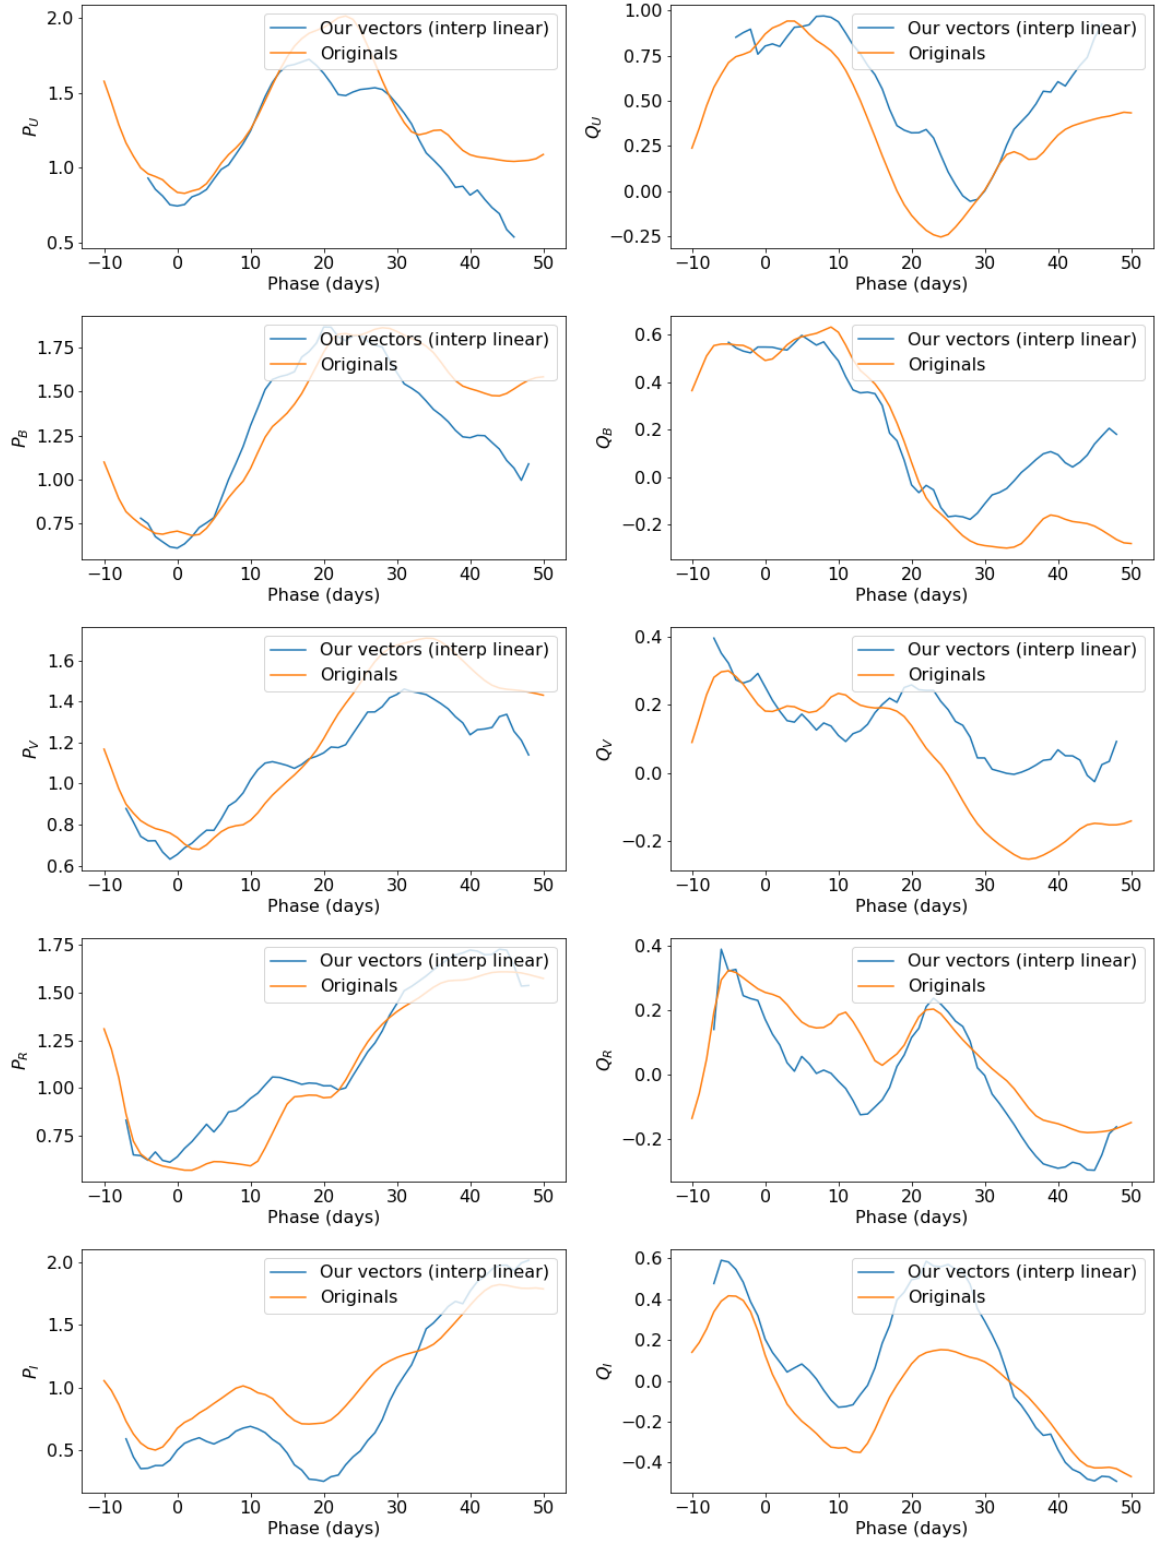 Our vectors (interp linear)
Originals
2.0
1.5
1.0
0.5
P_U
−10 0 10 20 30 40 50
Phase (days)
Our vectors (interp linear)
Originals
1.00
0.75
0.50
0.25
0.00
−0.25
Q_U
−10 0 10 20 30 40 50
Phase (days)
Our vectors (interp linear)
Originals
1.75
1.50
1.25
1.00
0.75
P_B
−10 0 10 20 30 40 50
Phase (days)
Our vectors (interp linear)
Originals
0.6
0.4
0.2
0.0
−0.2
Q_B
−10 0 10 20 30 40 50
Phase (days)
Our vectors (interp linear)
Originals
1.6
1.4
1.2
1.0
0.8
0.6
P_V
−10 0 10 20 30 40 50
Phase (days)
Our vectors (interp linear)
Originals
0.4
0.2
0.0
−0.2
Q_V
−10 0 10 20 30 40 50
Phase (days)
Our vectors (interp linear)
Originals
1.75
1.50
1.25
1.00
0.75
P_R
−10 0 10 20 30 40 50
Phase (days)
Our vectors (interp linear)
Originals
0.4
0.2
0.0
−0.2
Q_R
−10 0 10 20 30 40 50
Phase (days)
Our vectors (interp linear)
Originals
2.0
1.5
1.0
0.5
P_I
−10 0 10 20 30 40 50
Phase (days)
Our vectors (interp linear)
Originals
0.6
0.4
0.2
0.0
−0.2
−0.4
Q_I
−10 0 10 20 30 40 50
Phase (days)